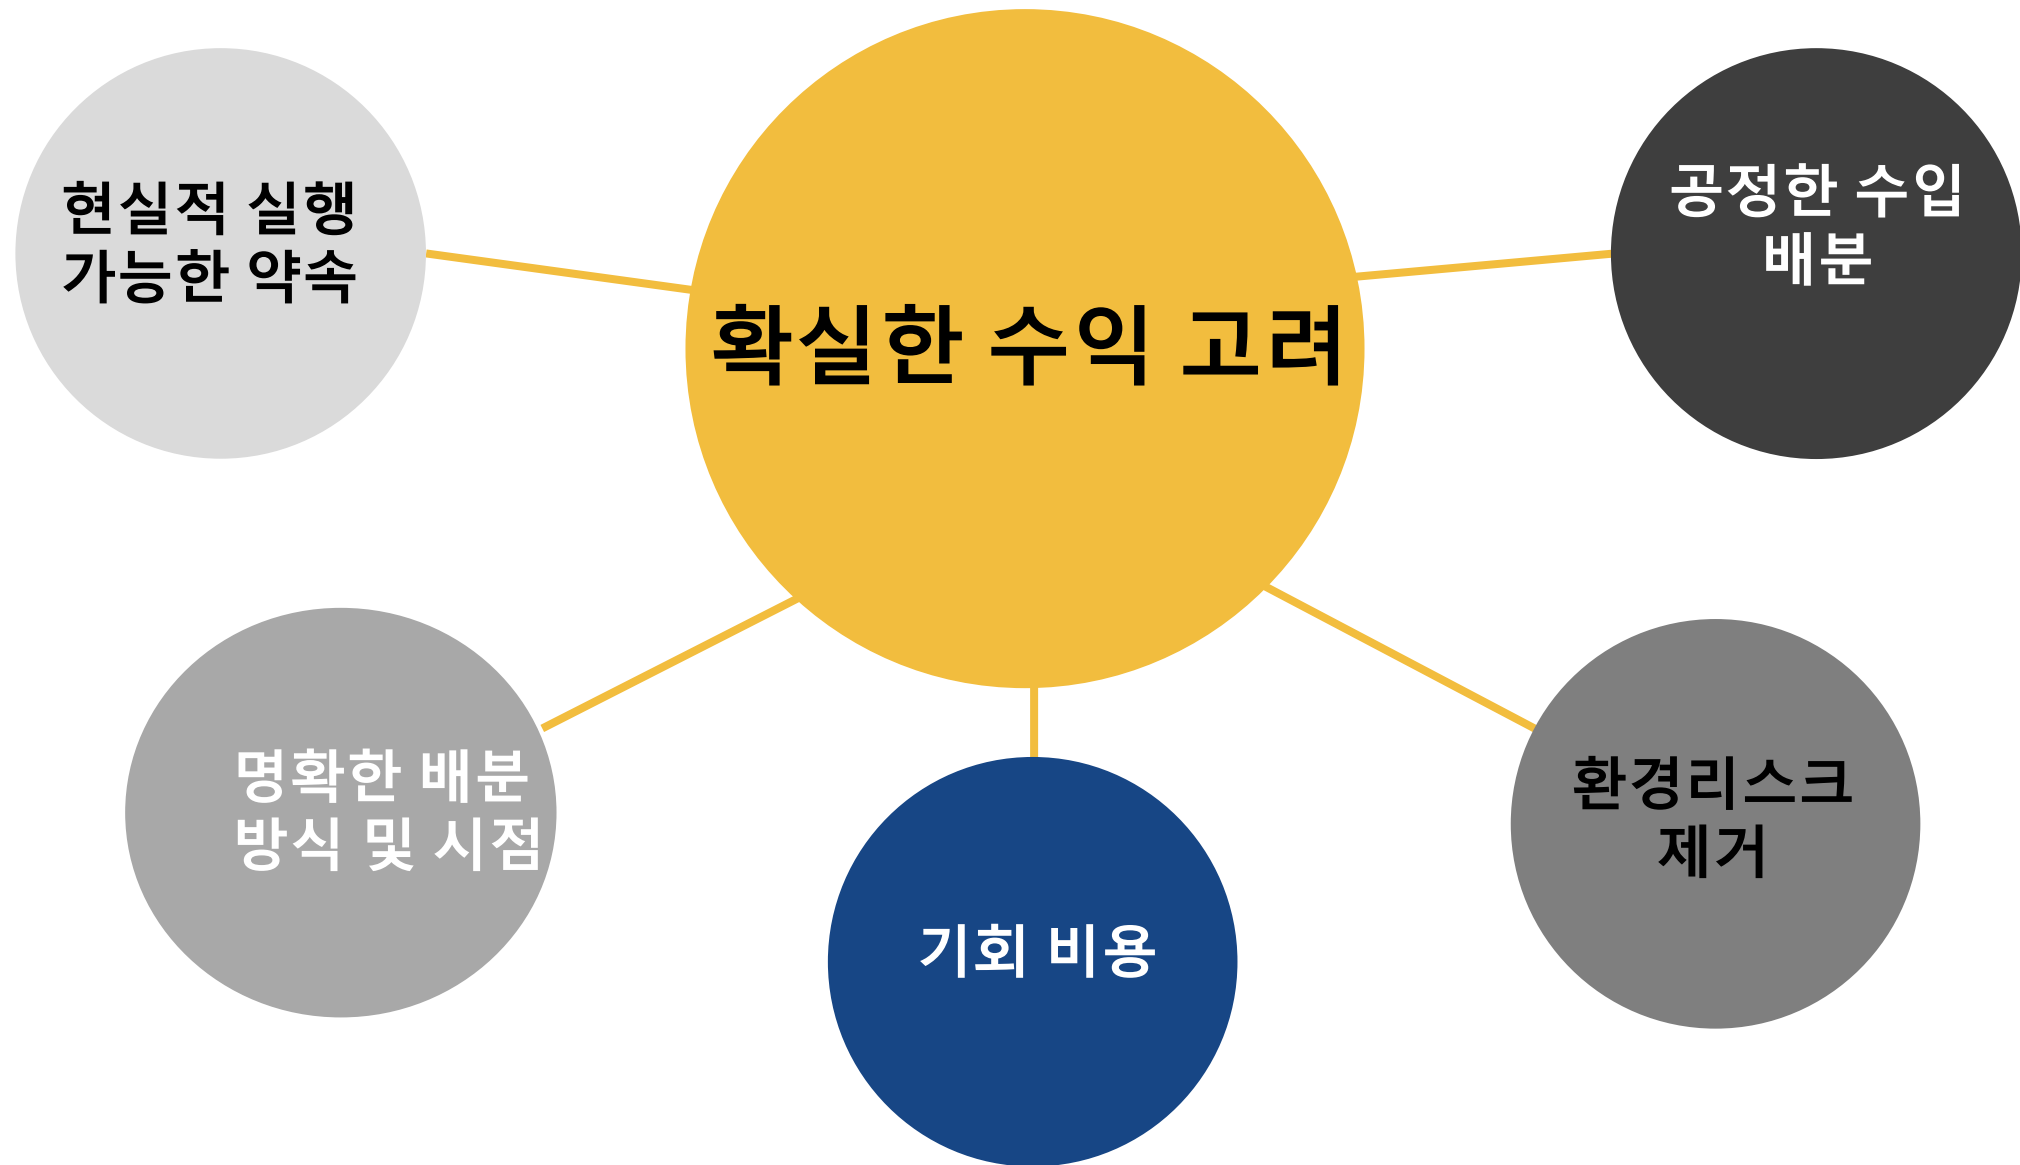 현실적 실행
가능한 약속
확실한 수익 고려
공정한 수입
배분
명확한 배분
방식 및 시점
기회 비용
환경리스크
제거